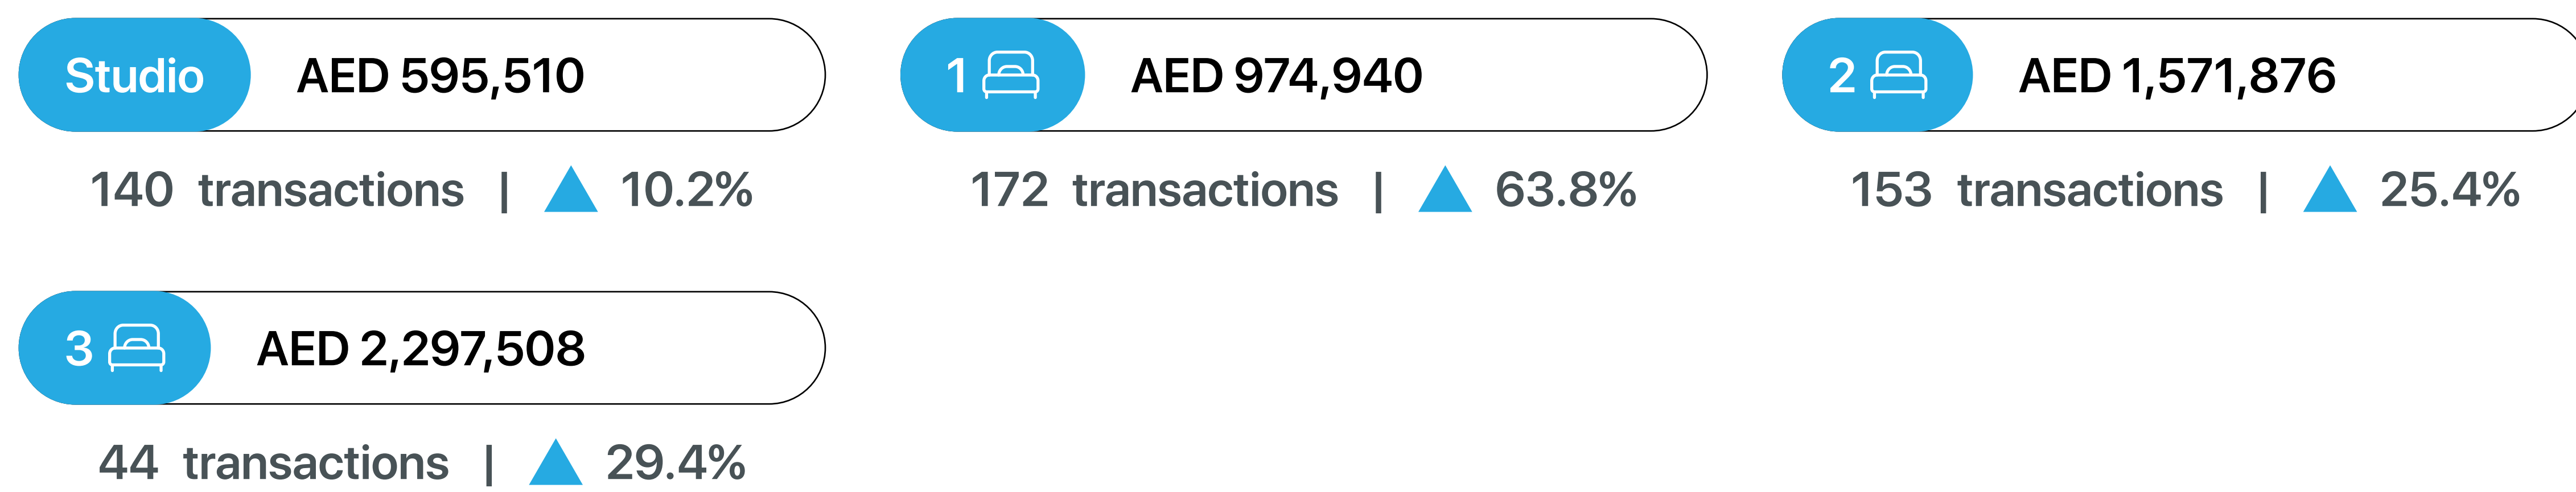 Studio AED 595,510
140 transactions | ▲ 10.2%
1 AED 974,940
172 transactions | ▲ 63.8%
2 AED 1,571,876
153 transactions | ▲ 25.4%
3 AED 2,297,508
44 transactions | ▲ 29.4%